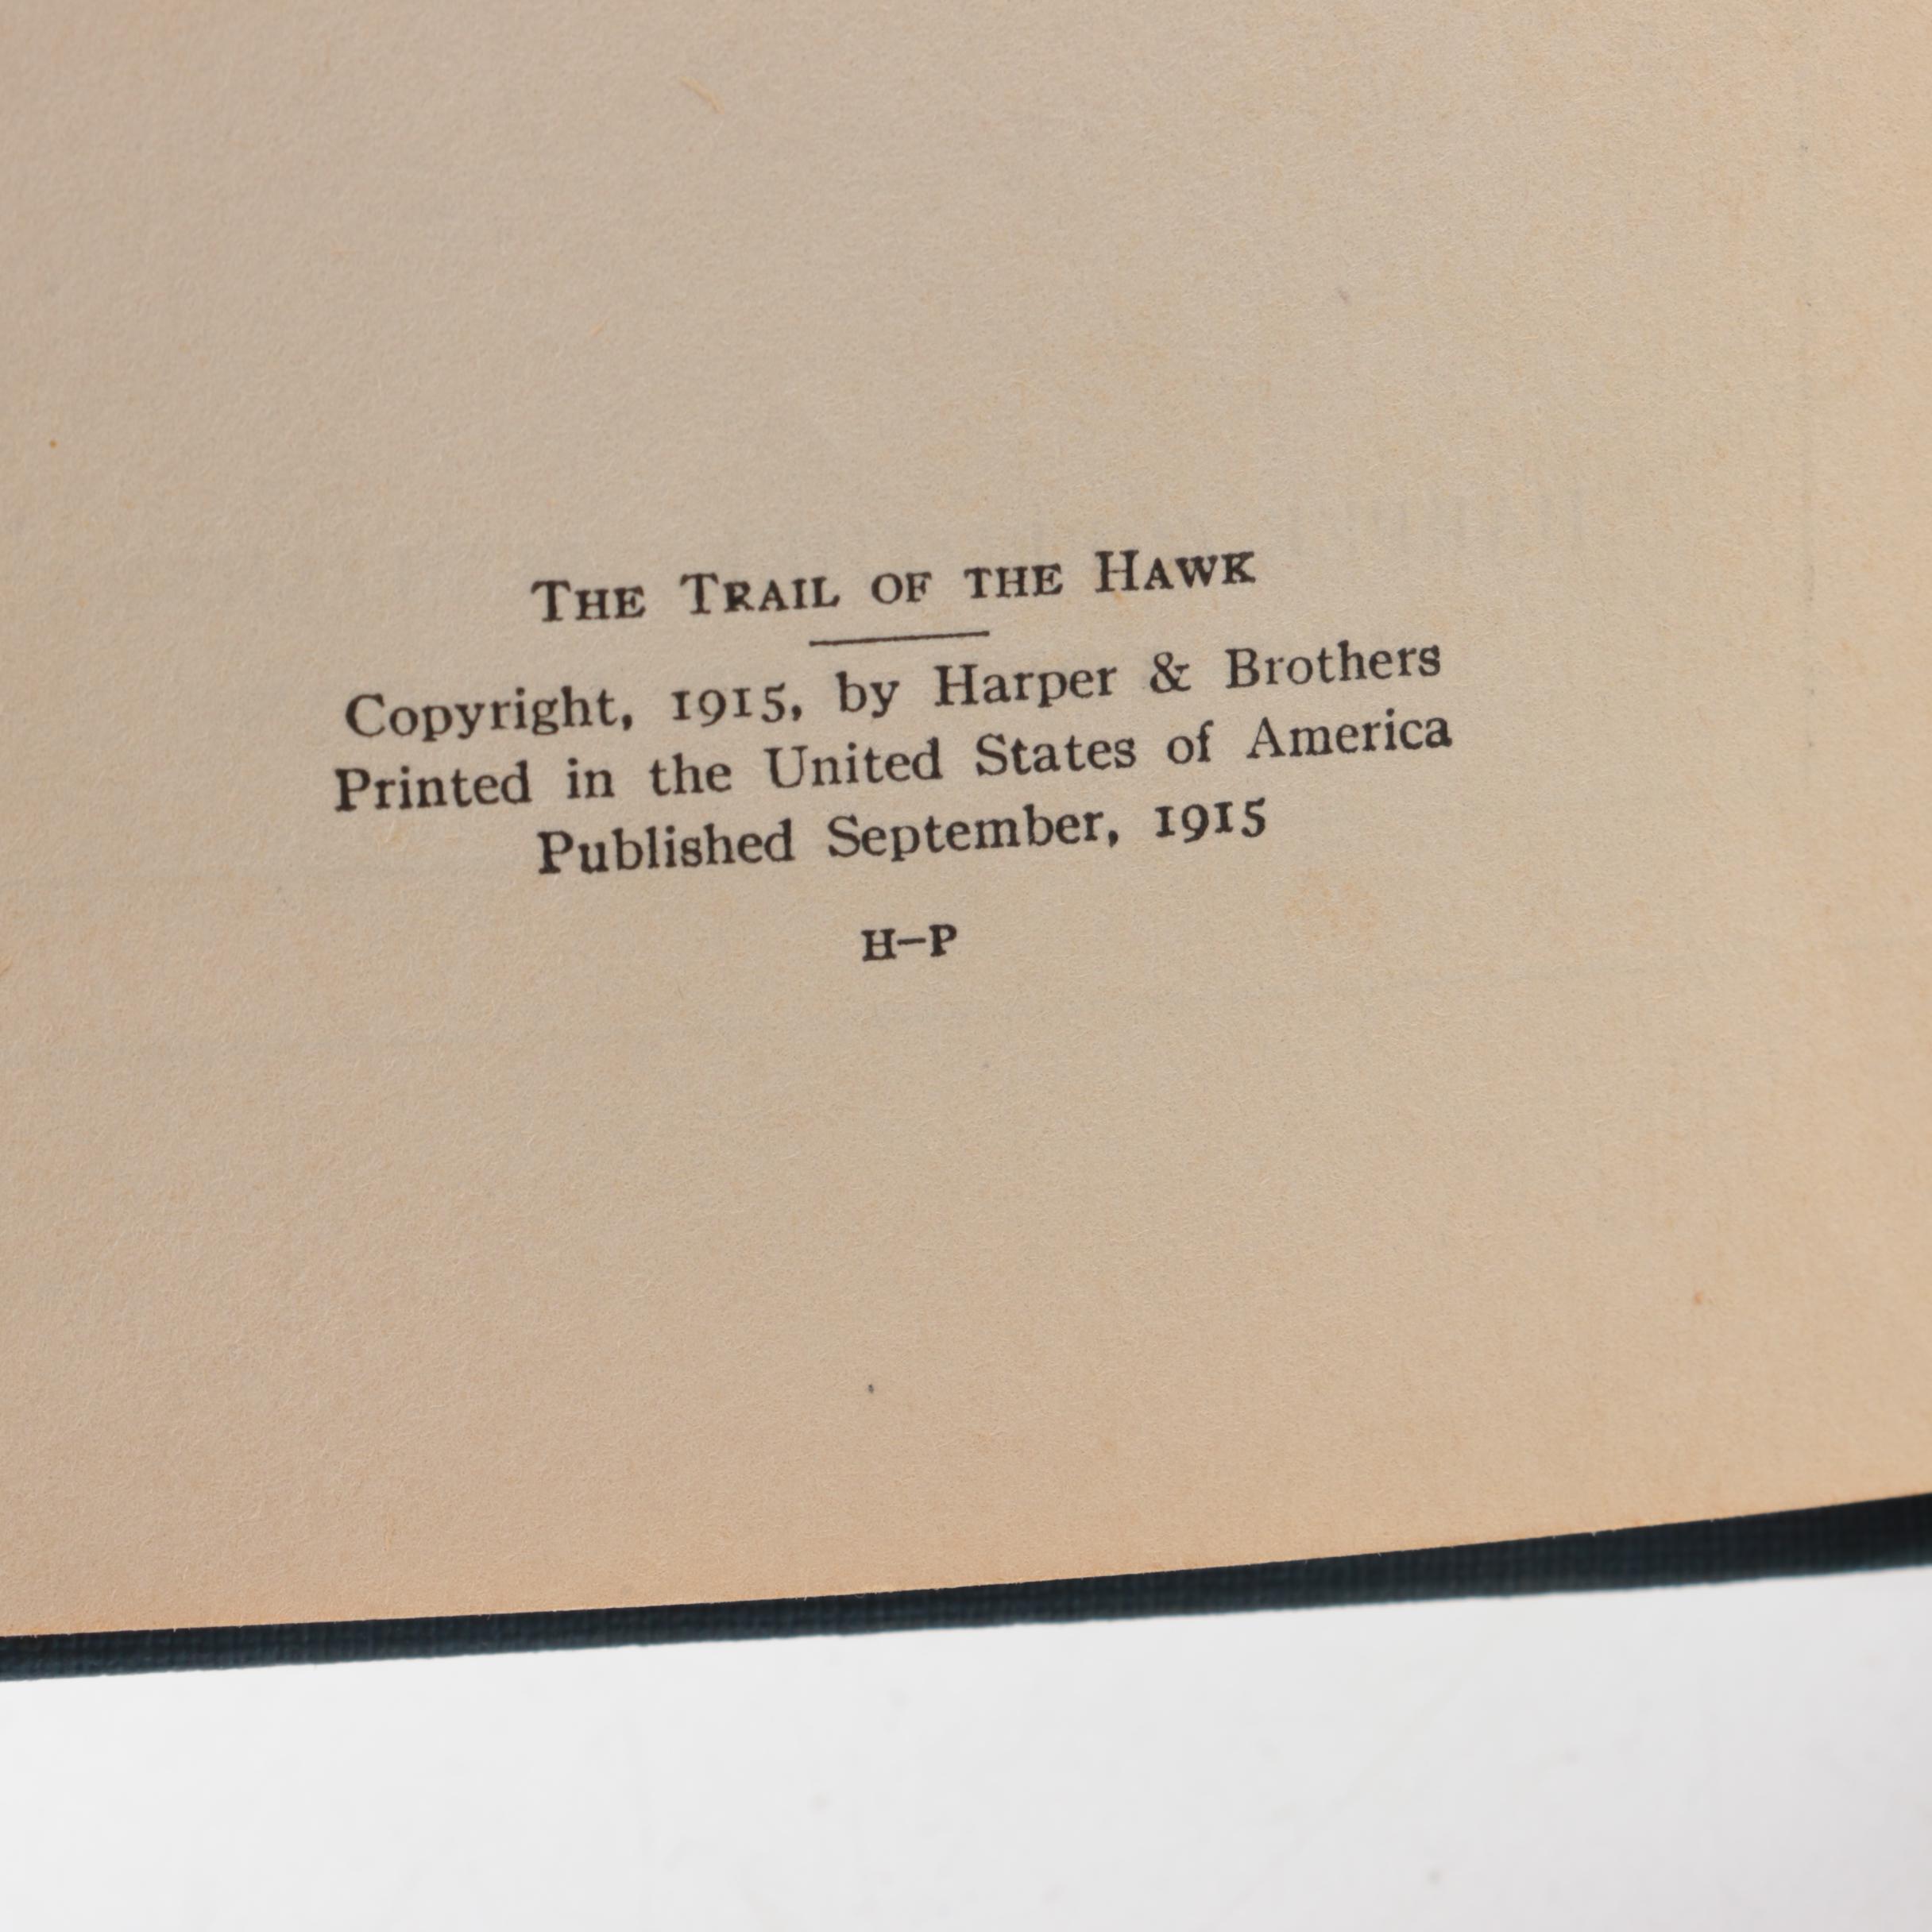 The Trail of the Hawk
Copyright, 1915, by Harper & Brothers
Printed in the United States of America
Published September, 1915
H–P